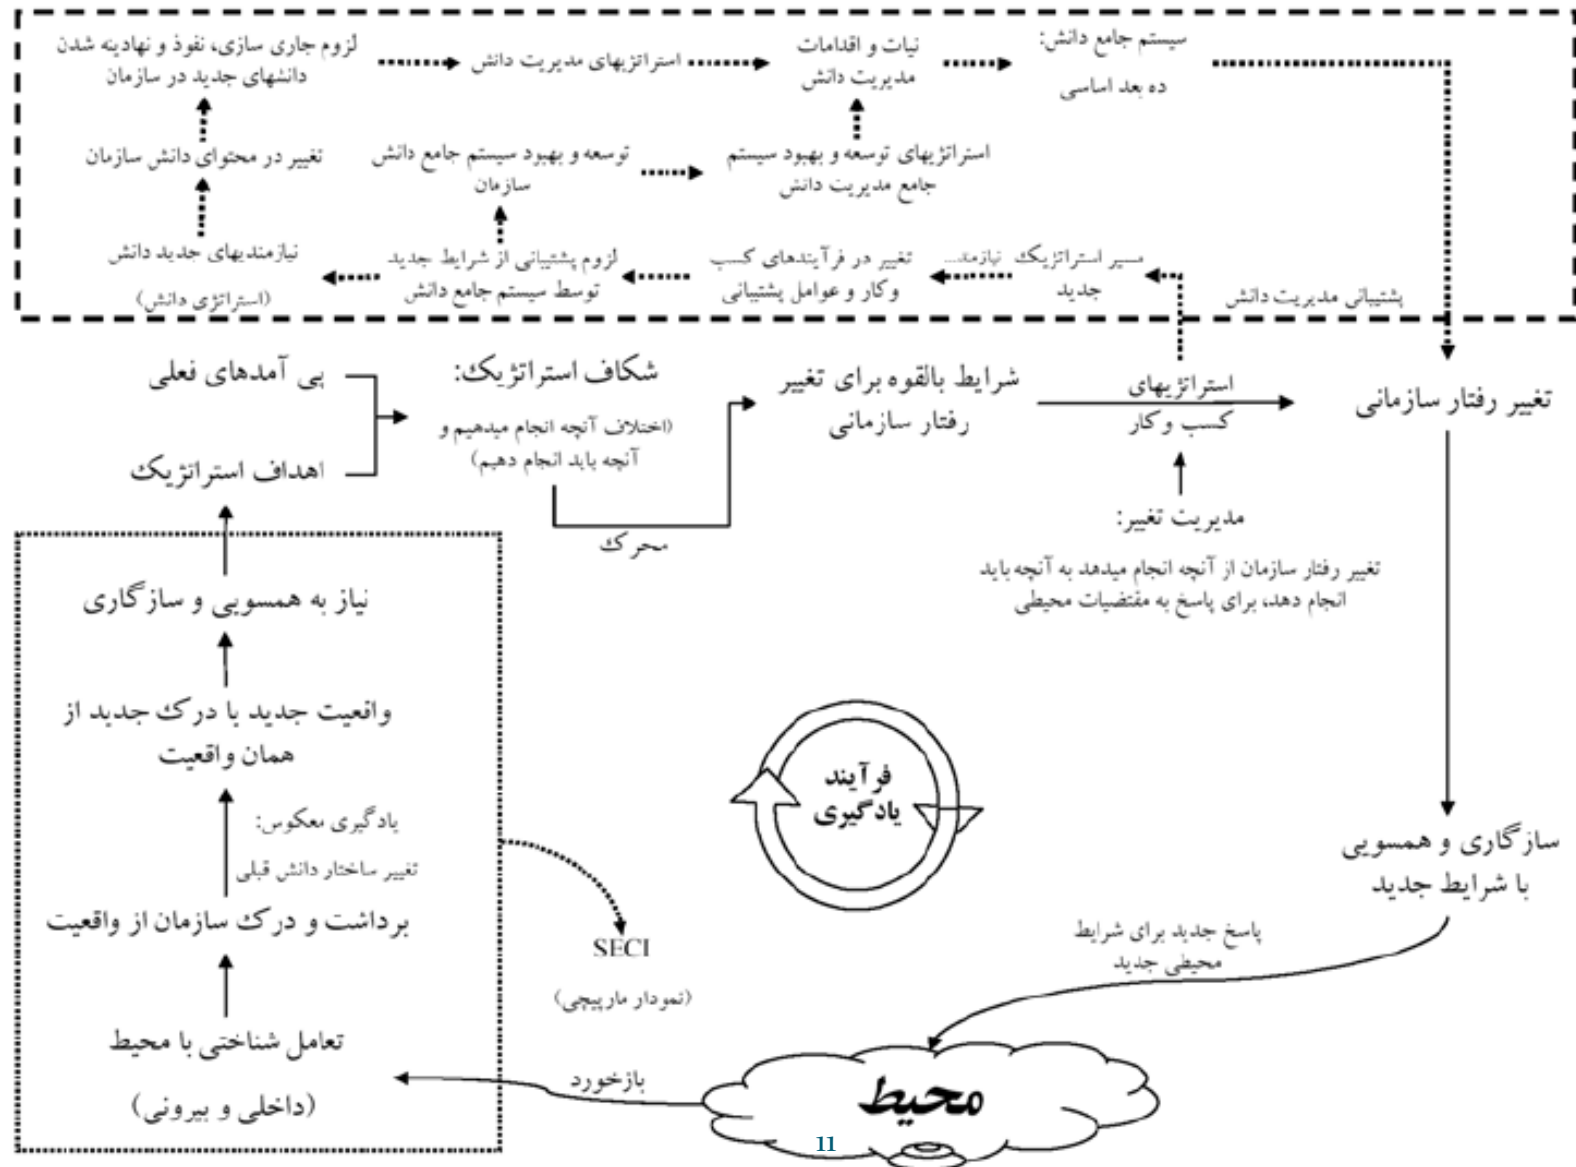 لزوم جاری سازی، نفوذ و نهادینه شدن
دانشهای جدید در سازمان
استراتژیهای مدیریت دانش
نیات و اقدامات
مدیریت دانش
سیستم جامع دانش:
ده بعد اساسی
تغییر در محتوای دانش سازمان
توسعه و بهبود سیستم جامع دانش
سازمان
استراتژیهای توسعه و بهبود سیستم
جامع مدیریت دانش
نیازمندیهای جدید دانش
(استراتژی دانش)
لزوم پشتیبانی از شرایط جدید
توسط سیستم جامع دانش
تغییر در فرآیندهای کسب
وکار و عوامل پشتیبانی
نیازمند...
مسیر استراتژیک
جدید
پشتیبانی مدیریت دانش
پی آمدهای فعلی
اهداف استراتژیک
شکاف استراتژیک:
(اختلاف آنچه انجام میدهیم و
آنچه باید انجام دهیم)
محرک
شرایط بالقوه برای تغییر
رفتار سازمانی
استراتژیهای
کسب وکار
تغییر رفتار سازمانی
مدیریت تغییر:
تغییر رفتار سازمان از آنچه انجام میدهد به آنچه باید
انجام دهد، برای پاسخ به مقتضیات محیطی
نیاز به همسویی و سازگاری
واقعیت جدید با درک جدید از
همان واقعیت
یادگیری معکوس:
تغییر ساختار دانش قبلی
برداشت و درک سازمان از واقعیت
تعامل شناختی با محیط
(داخلی و بیرونی)
SECI
(نمودار مارپیچی)
فرآیند
یادگیری
سازگاری و همسویی
با شرایط جدید
پاسخ جدید برای شرایط
محیطی جدید
بازخورد
محیط
11